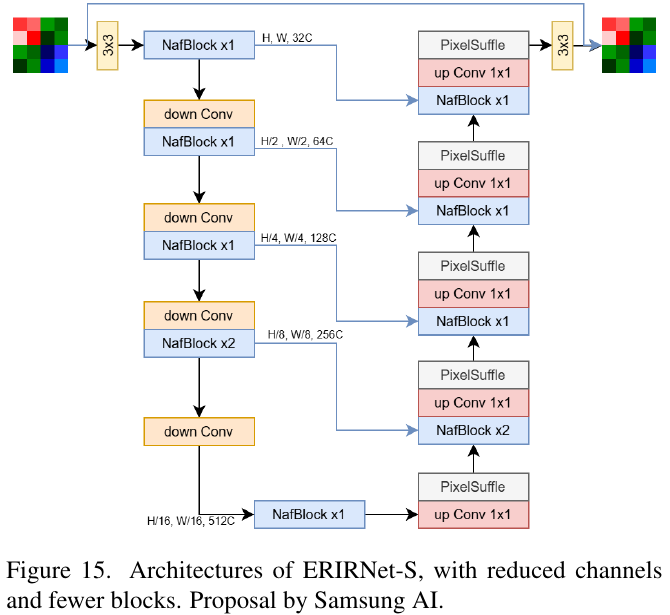 3x3
NafBlock x1
H, W, 32C
down Conv
NafBlock x1
H/2 , W/2, 64C
down Conv
NafBlock x1
H/4, W/4, 128C
down Conv
NafBlock x2
H/8, W/8, 256C
down Conv
H/16, W/16, 512C
NafBlock x1
PixelSuffle
up Conv 1x1
PixelSuffle
up Conv 1x1
NafBlock x2
PixelSuffle
up Conv 1x1
NafBlock x1
PixelSuffle
up Conv 1x1
NafBlock x1
PixelSuffle
up Conv 1x1
NafBlock x1
3x3
Figure 15. Architectures of ERIRNet-S, with reduced channels
and fewer blocks. Proposal by Samsung AI.